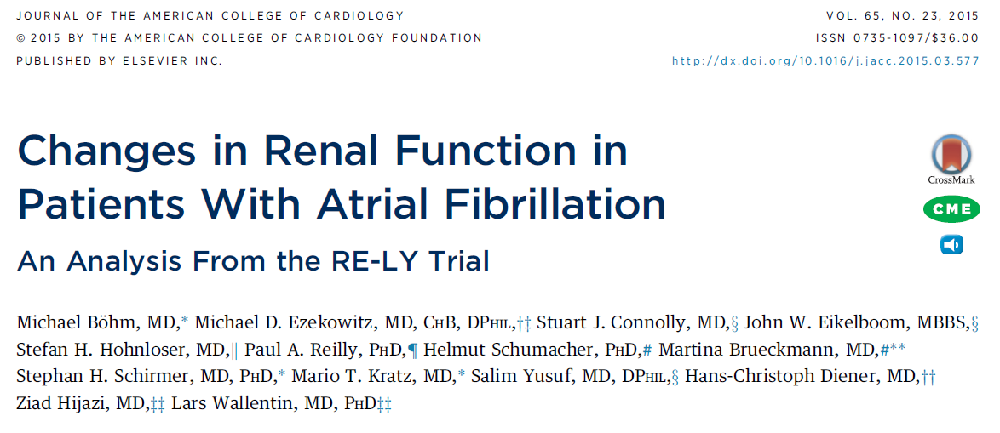 JOURNAL OF THE AMERICAN COLLEGE OF CARDIOLOGY
© 2015 BY THE AMERICAN COLLEGE OF CARDIOLOGY FOUNDATION
PUBLISHED BY ELSEVIER INC.
VOL. 65, NO. 23, 2015
ISSN 0735-1097/$36.00
http://dx.doi.org/10.1016/j.jacc.2015.03.577
Changes in Renal Function in
Patients With Atrial Fibrillation
An Analysis From the RE-LY Trial
CrossMark
CME
Michael Böhm, MD,* Michael D. Ezekowitz, MD, CHB, DPHIL,†‡ Stuart J. Connolly, MD,§ John W. Eikelboom, MBBS,§
Stefan H. Hohnloser, MD,‖ Paul A. Reilly, PHD,¶ Helmut Schumacher, PHD,# Martina Brueckmann, MD,#**
Stephan H. Schirmer, MD, PHD,* Mario T. Kratz, MD,* Salim Yusuf, MD, DPHIL,§ Hans-Christoph Diener, MD,††
Ziad Hijazi, MD,‡‡ Lars Wallentin, MD, PHD‡‡